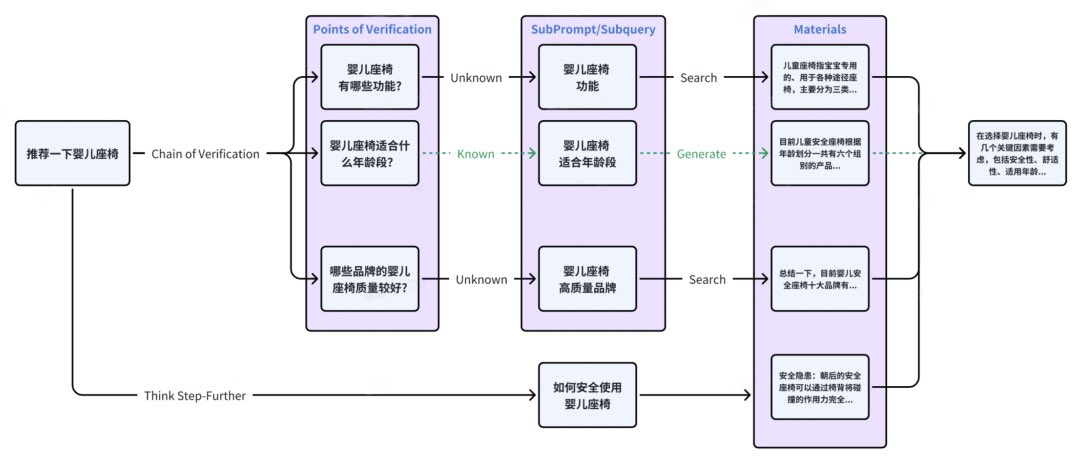 Points of Verification
SubPrompt/Subquery
Materials
推荐一下婴儿座椅
Chain of Verification
婴儿座椅
有哪些功能?
Unknown
婴儿座椅
功能
Search
儿童座椅指宝宝专用
的、用于各种途径座
椅，主要分为三类...
婴儿座椅适合什
么年龄段?
Known
婴儿座椅
适合年龄段
Generate
目前儿童安全座椅根据
年龄划分一共有六个组
别的产品...
在选择婴儿座椅时，有
几个关键因素需要考
虑，包括安全性、舒适
性、适用年龄...
哪些品牌的婴儿
座椅质量较好?
Unknown
婴儿座椅
高质量品牌
Search
总结一下，目前婴儿安
全座椅十大品牌有...
Think Step-Further
如何安全使用
婴儿座椅
安全隐患：朝后的安全
座椅可以通过椅背将碰
撞的作用力完全...